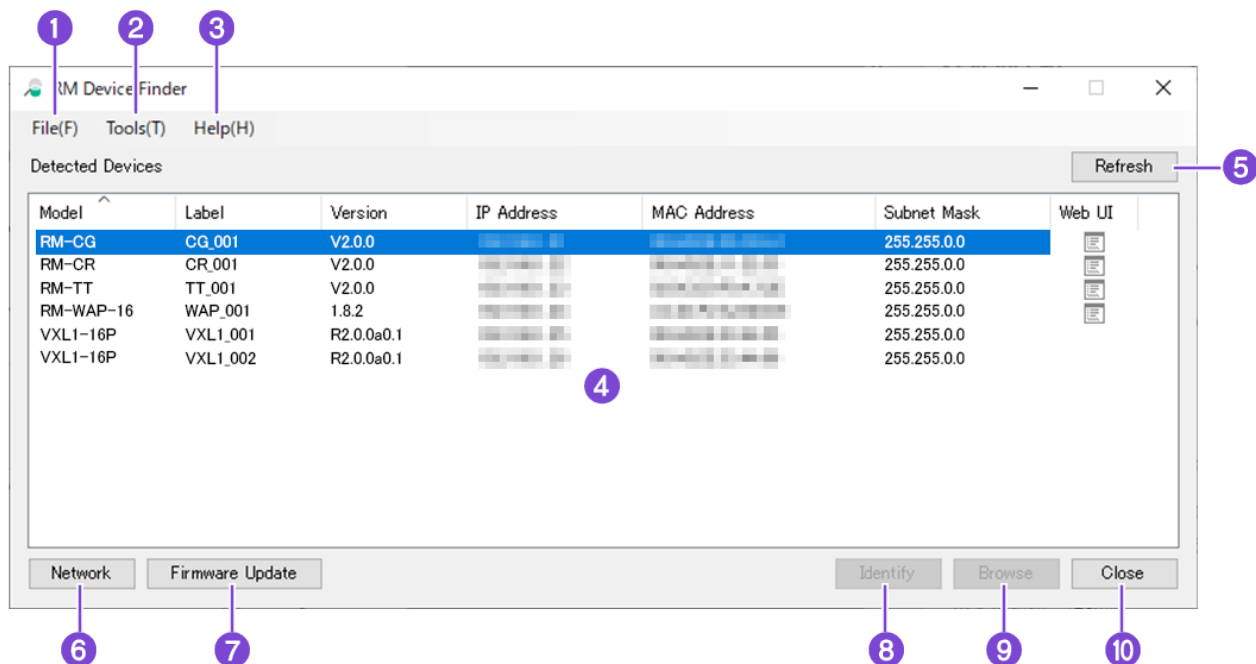 1 2 3
RM Device Finder
File(F) Tools(T) Help(H)
Detected Devices Refresh 5
Model Label Version IP Address MAC Address Subnet Mask Web UI
RM-CG CG_001 V2.0.0 255.255.0.0
RM-CR CR_001 V2.0.0 255.255.0.0
RM-TT TT_001 V2.0.0 255.255.0.0
RM-WAP-16 WAP_001 1.8.2 255.255.0.0
VXL1-16P VXL1_001 R2.0.0a0.1 255.255.0.0
VXL1-16P VXL1_002 R2.0.0a0.1 255.255.0.0
4
Network Firmware Update Identify Browse Close
6 7 8 9 10